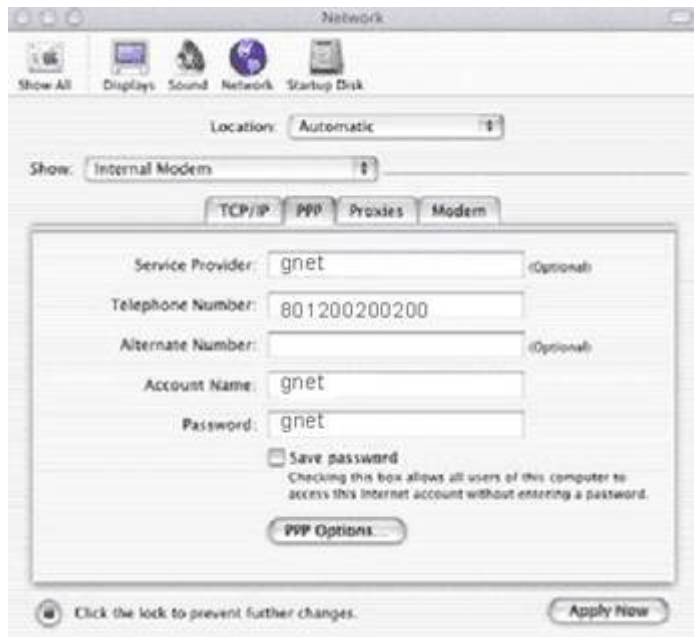 Network
Show All Displays Sound Network Startup Disk
Location: Automatic
Show: Internal Modem
TCP/IP PPP Proxies Modem
Service Provider: gnet (Optional)
Telephone Number: 801200200200
Alternate Number: (Optional)
Account Name: gnet
Password: gnet
Save password
Checking this box allows all users of this computer to
access this Internet account without entering a password.
PPP Options...
Click the lock to prevent further changes.
Apply Now